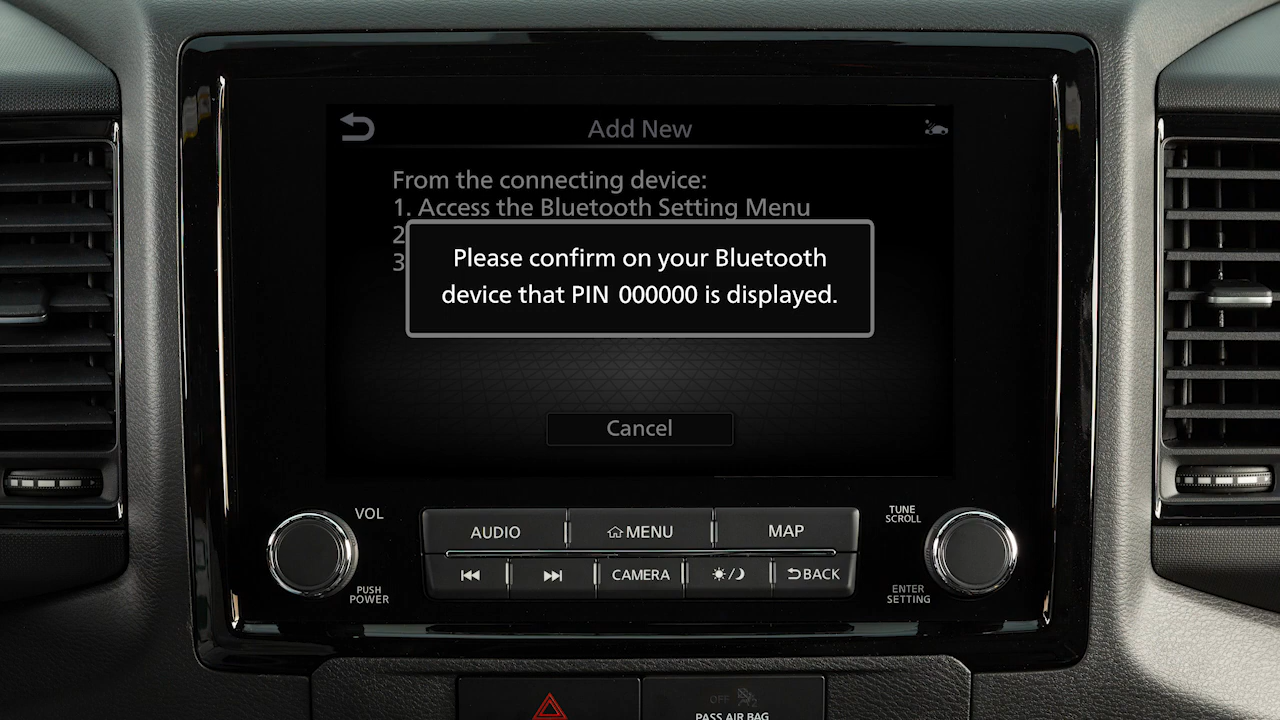 Add New
From the connecting device:
1. Access the Bluetooth Setting Menu
2
3
Please confirm on your Bluetooth
device that PIN 000000 is displayed.
Cancel
VOL
PUSH
POWER
AUDIO
MENU
MAP
CAMERA
BACK
TUNE
SCROLL
ENTER
SETTING
OFF
PASS AIR BAG